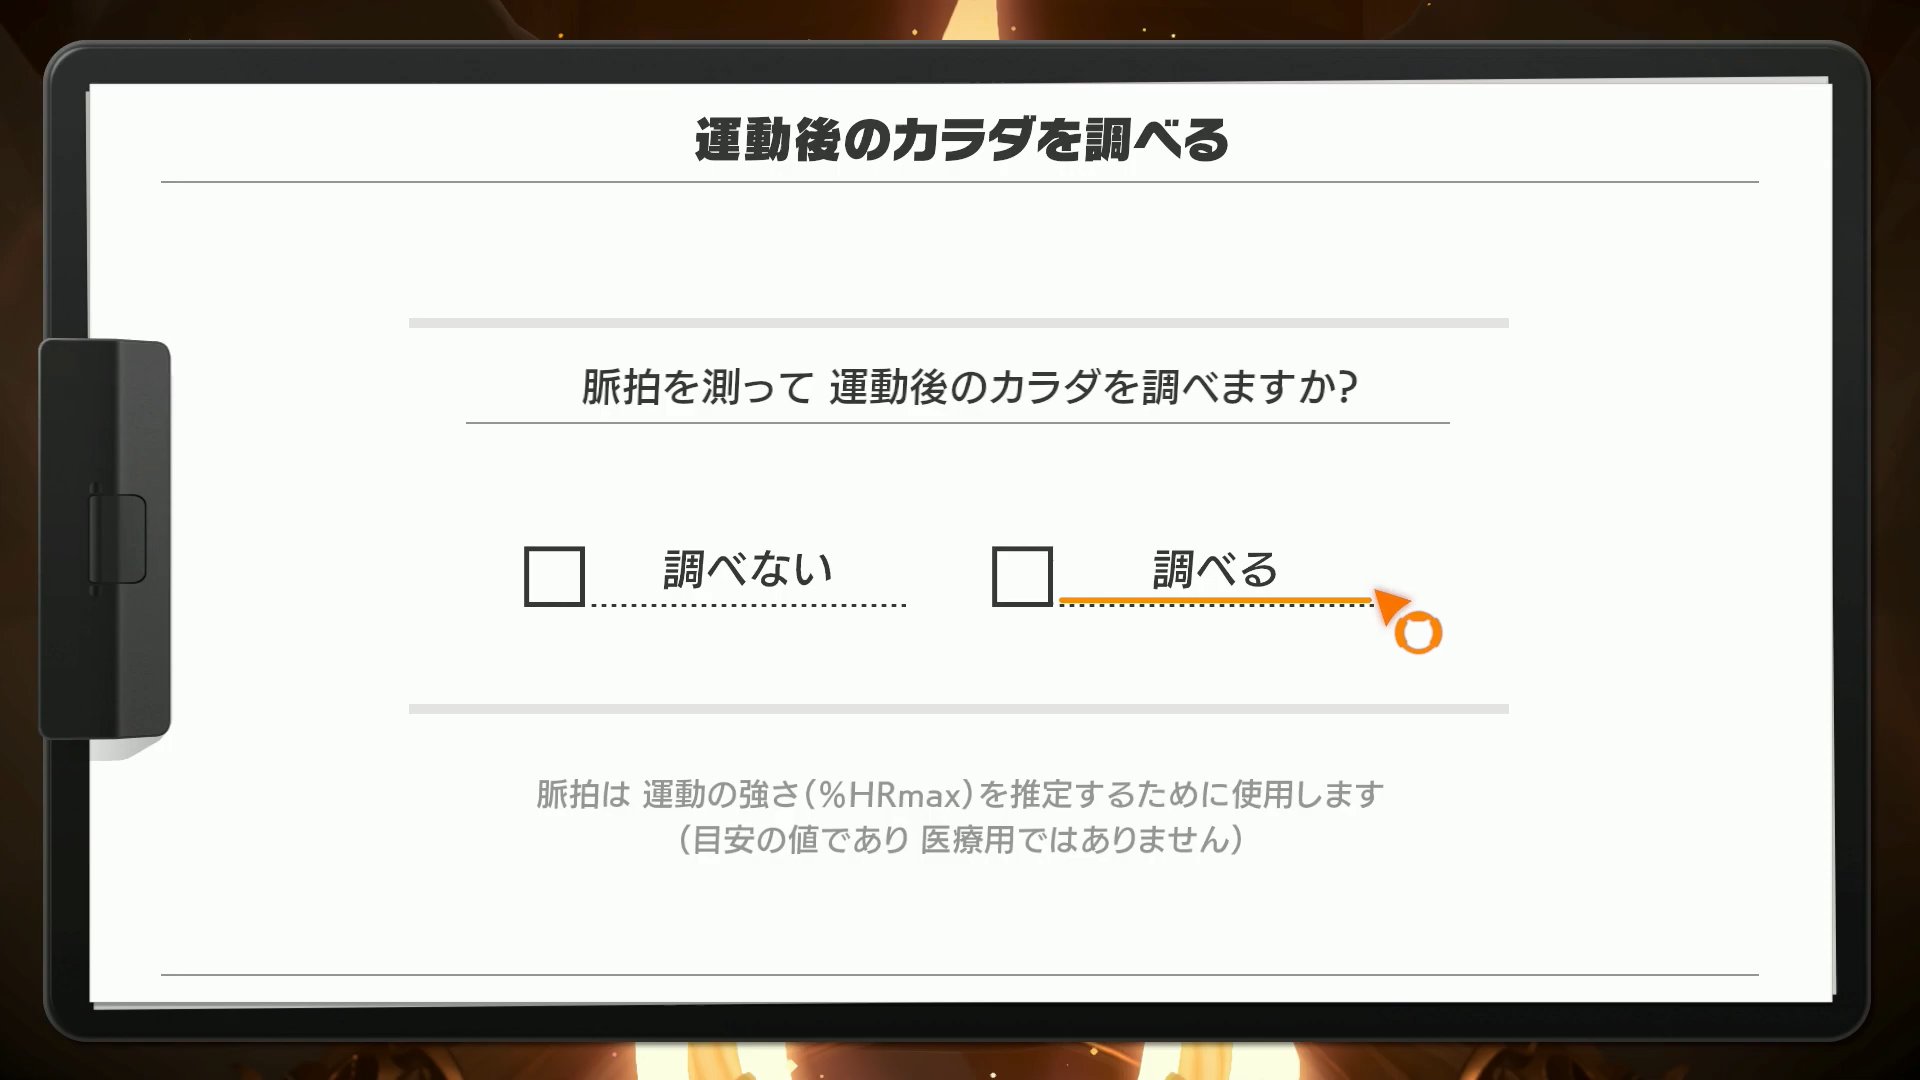 運動後のカラダを調べる
脈拍を測って 運動後のカラダを調べますか?
調べない
調べる
脈拍は 運動の強さ(%HRmax)を推定するために使用します
(目安の値であり 医療用ではありません)